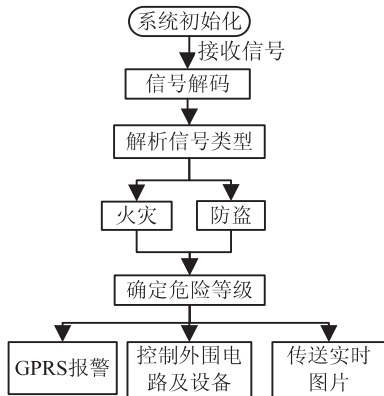 系统初始化
接收信号
信号解码
解析信号类型
火灾
防盗
确定危险等级
GPRS报警
控制外围电
路及设备
传送实时
图片